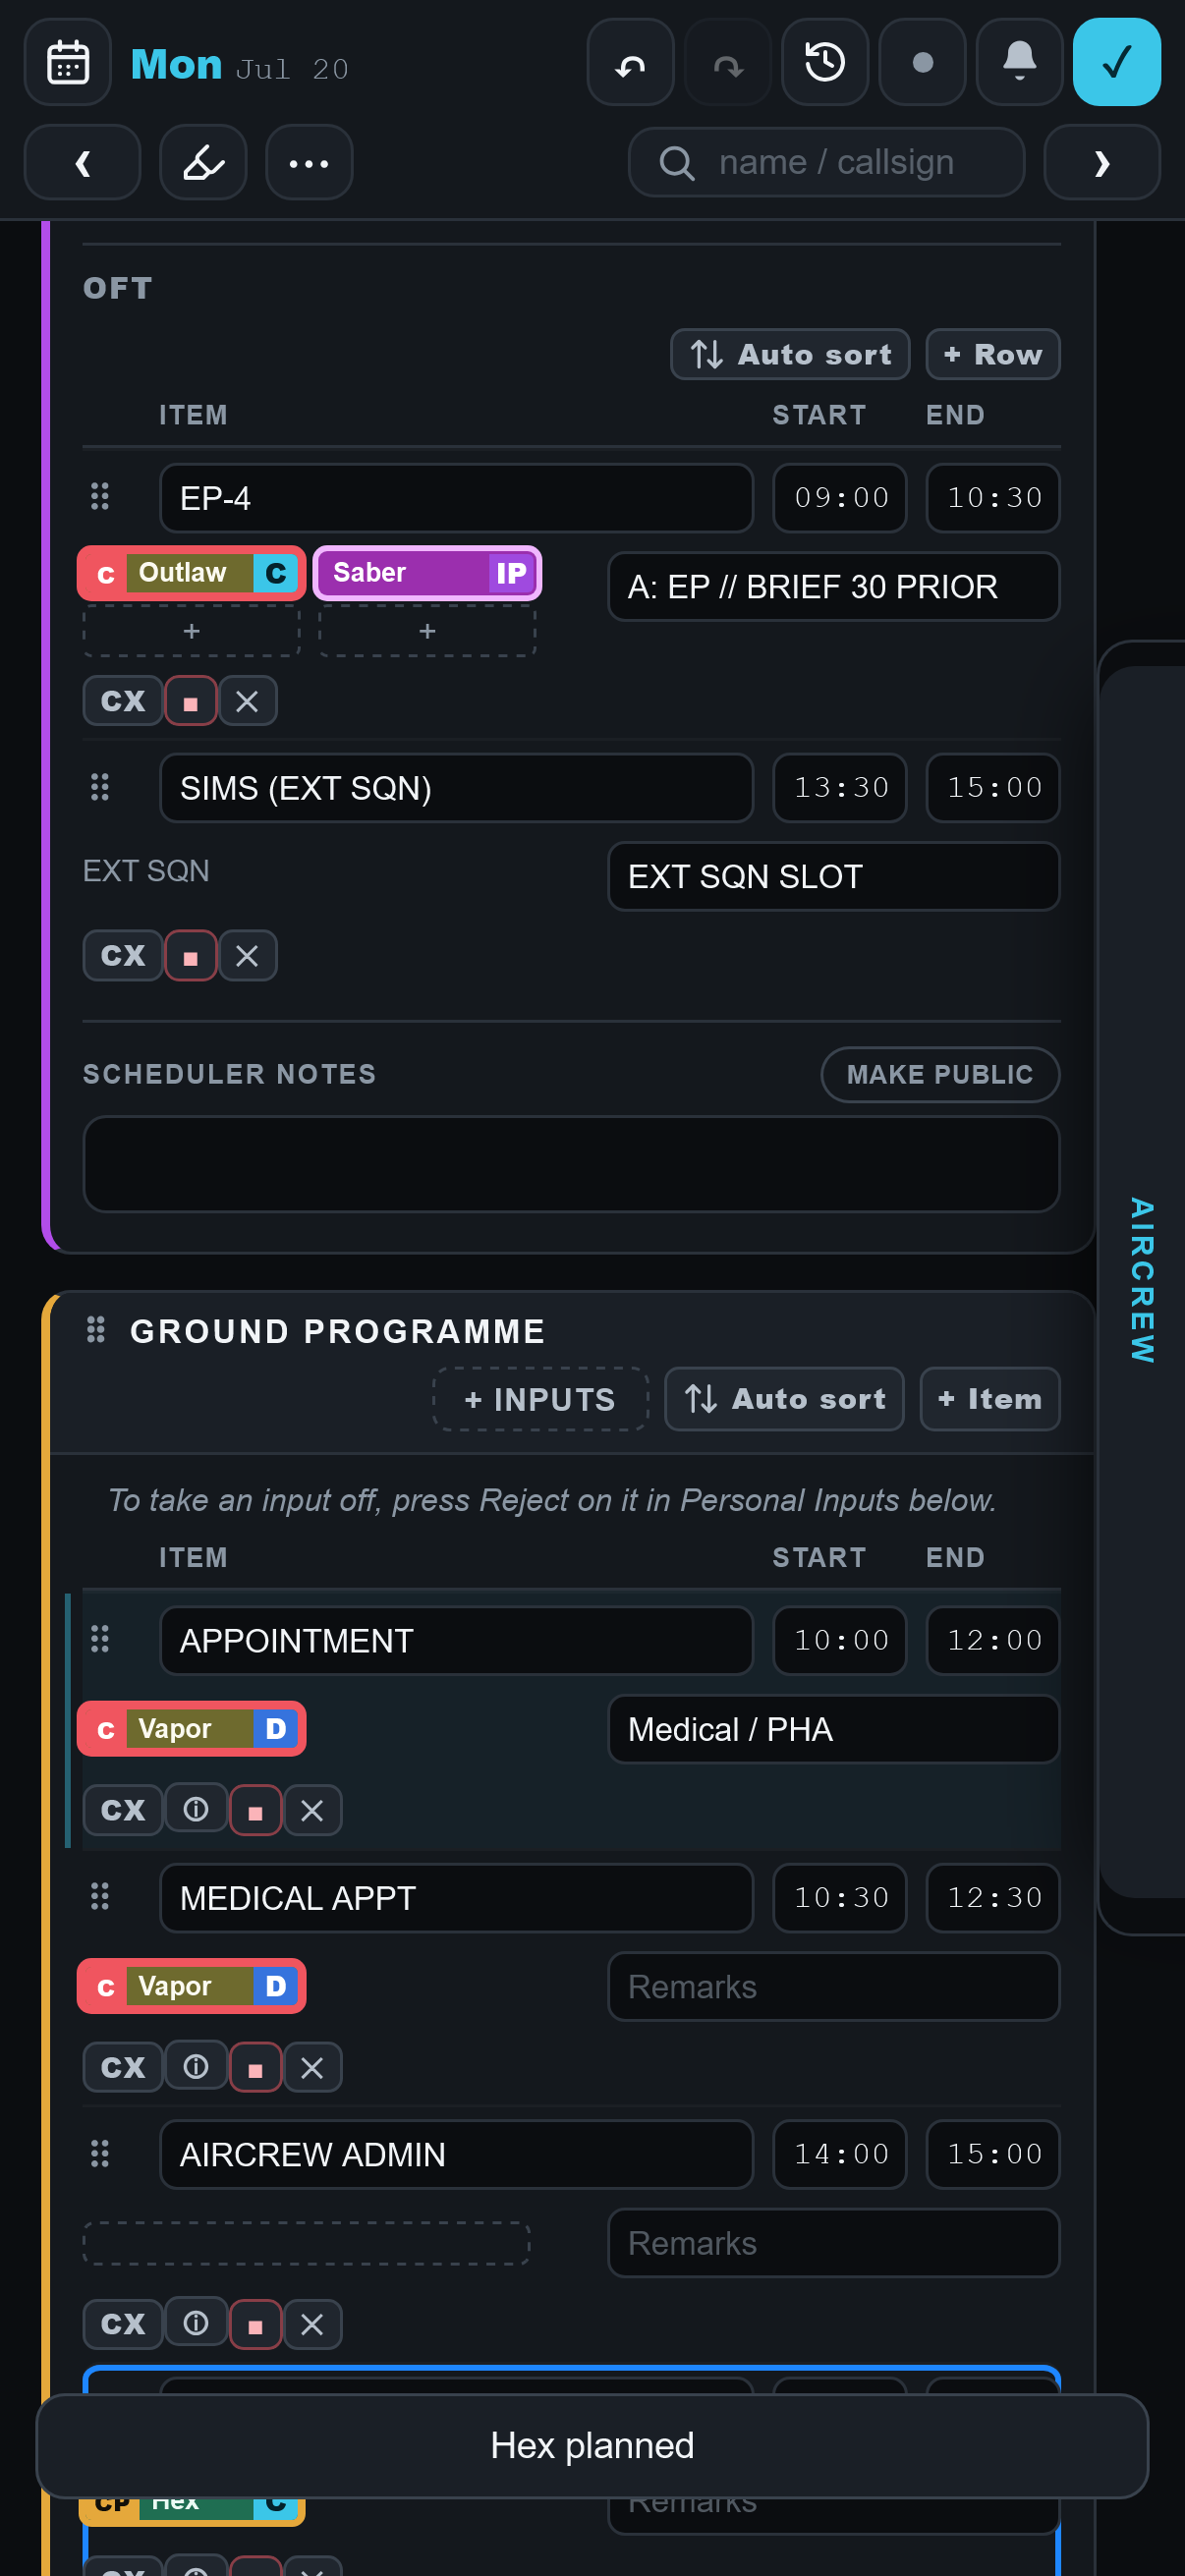 Mon Jul 20
name / callsign
OFT
Auto sort + Row
ITEM START END
EP-4 09:00 10:30
c Outlaw C Saber IP A: EP // BRIEF 30 PRIOR
+ +
CX
SIMS (EXT SQN) 13:30 15:00
EXT SQN EXT SQN SLOT
CX
SCHEDULER NOTES MAKE PUBLIC
AIRCREW
GROUND PROGRAMME
+ INPUTS Auto sort + Item
To take an input off, press Reject on it in Personal Inputs below.
ITEM START END
APPOINTMENT 10:00 12:00
c Vapor D Medical / PHA
CX
MEDICAL APPT 10:30 12:30
c Vapor D Remarks
CX
AIRCREW ADMIN 14:00 15:00
Remarks
CX
Hex planned
CP Hex C Remarks